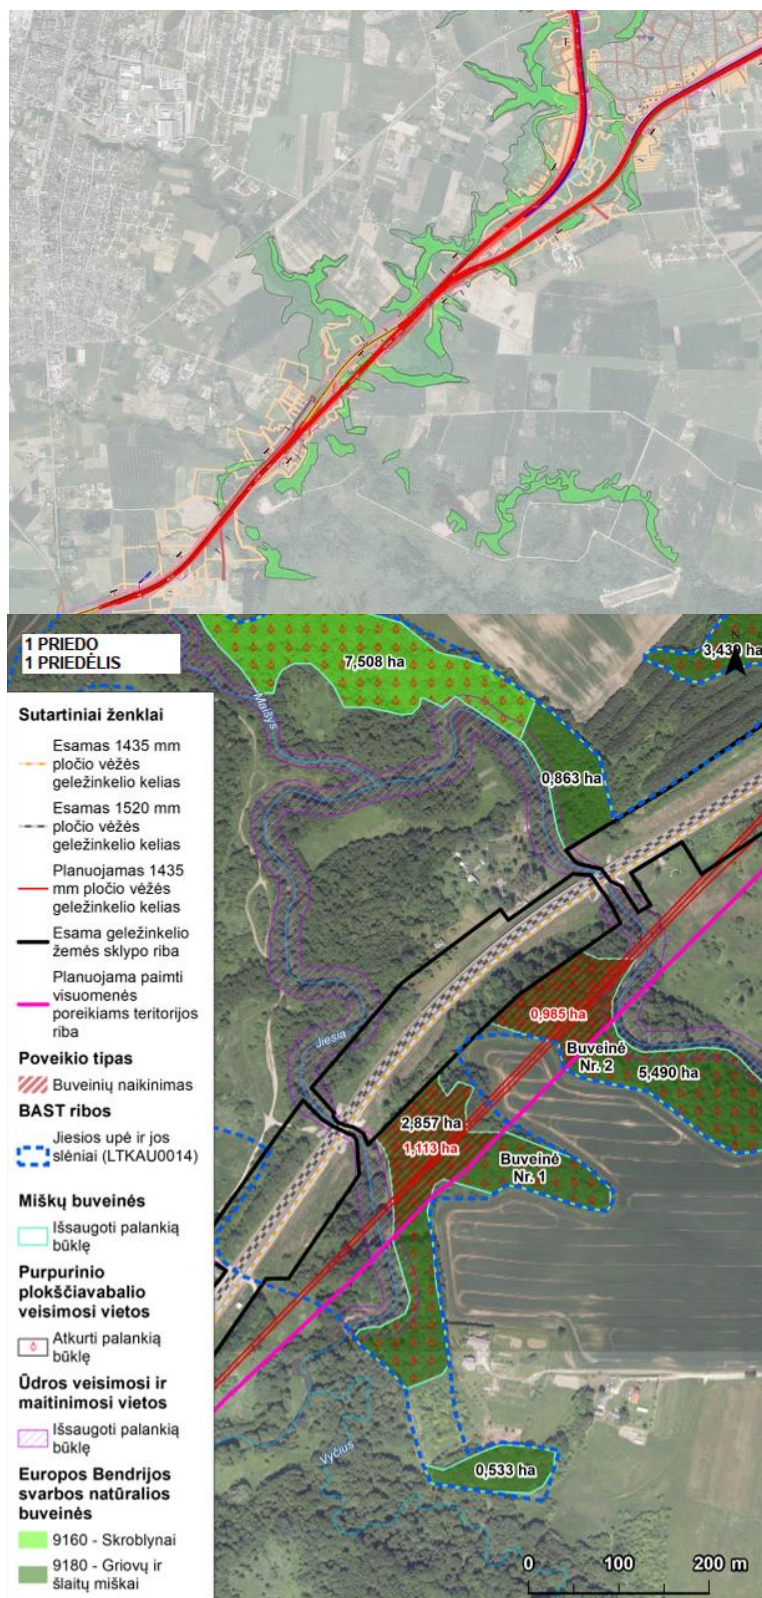 1 PRIEDO
1 PRIEDĖLIS
Sutartiniai ženklai
Esamas 1435 mm
pločio vėžės
geležinkelio kelias
Esamas 1520 mm
pločio vėžės
geležinkelio kelias
Planuojamas 1435
mm pločio vėžės
geležinkelio kelias
Esama geležinkelio
žemės sklypo riba
Planuojama paimti
visuomenės
poreikiams teritorijos
riba
Poveikio tipas
Buveinių naikinimas
BAST ribos
Jiesios upė ir jos
slėniai (LTKAU0014)
Miškų buveinės
Išsaugoti palankią
būklę
Purpurinio
plokščiavabalio
veisimosi vietos
Atkurti palankią
būklę
Ūdros veisimosi ir
maitinimosi vietos
Išsaugoti palankią
būklę
Europos Bendrijos
svarbos natūralios
buveinės
9160 - Skroblynai
9180 - Griovų ir
šlaitų miškai
7,508 ha
3,439 ha
Maišys
0,863 ha
0,985 ha
Jiesia
Buveinė
Nr. 2
5,490 ha
2,857 ha
1,113 ha
Buveinė
Nr. 1
Vyčius
0,533 ha
0 100 200 m